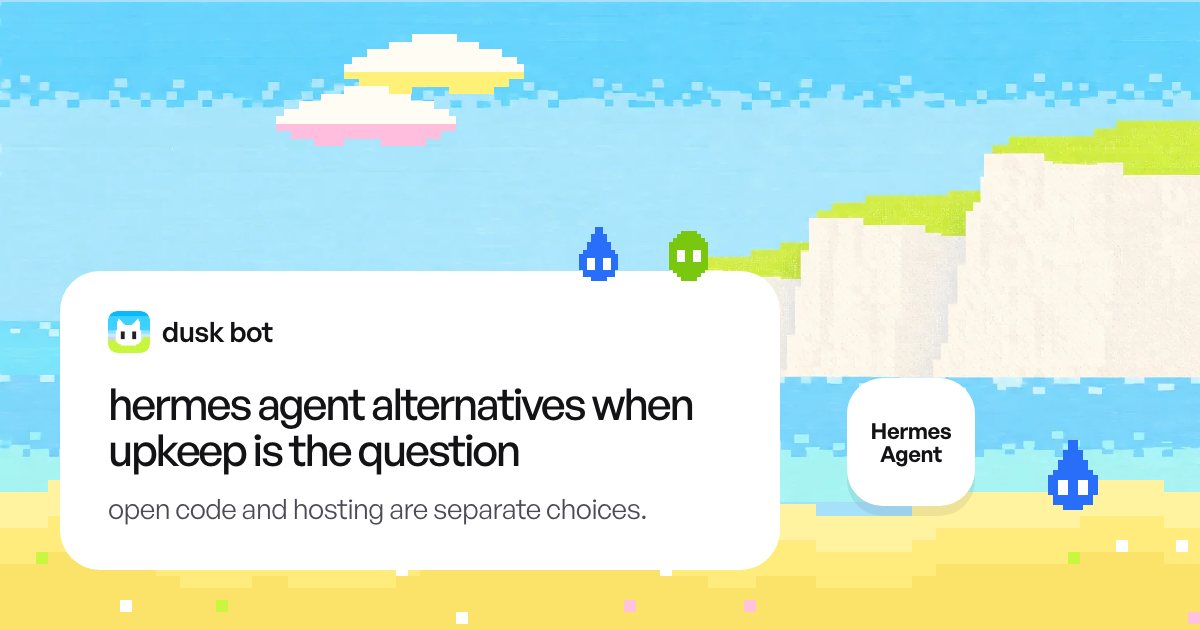 dusk bot
hermes agent alternatives when
upkeep is the question
open code and hosting are separate choices.
Hermes
Agent